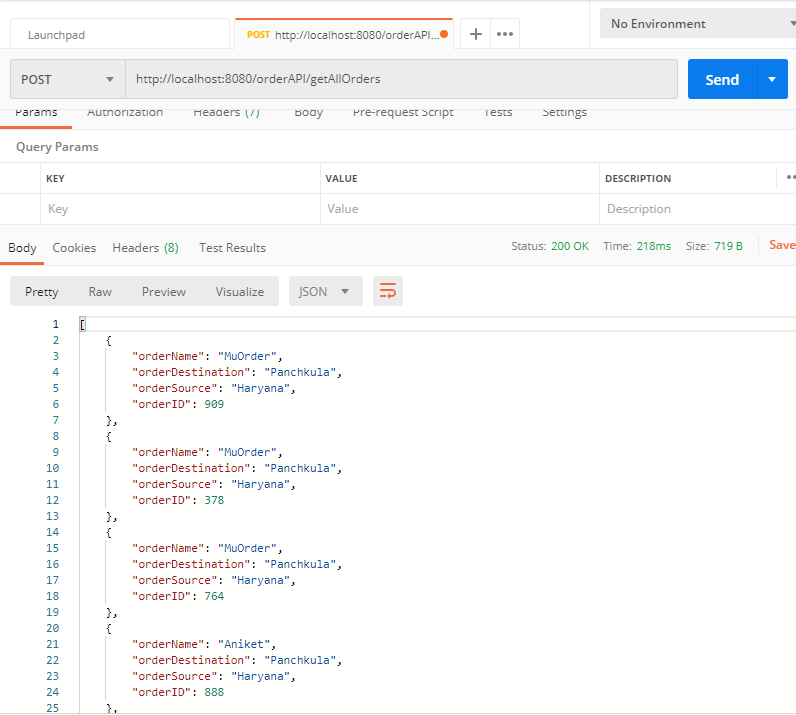 Launchpad
POST http://localhost:8080/orderAPI...
No Environment
POST http://localhost:8080/orderAPI/getAllOrders Send
Params Authorization Headers (7) Body Pre-request Script Tests Settings
Query Params
KEY VALUE DESCRIPTION
Key Value Description
Body Cookies Headers (8) Test Results Status: 200 OK Time: 218ms Size: 719 B Save
Pretty Raw Preview Visualize JSON
1 [
2 {
3 "orderName": "MuOrder",
4 "orderDestination": "Panchkula",
5 "orderSource": "Haryana",
6 "orderID": 909
7 },
8 {
9 "orderName": "MuOrder",
10 "orderDestination": "Panchkula",
11 "orderSource": "Haryana",
12 "orderID": 378
13 },
14 {
15 "orderName": "MuOrder",
16 "orderDestination": "Panchkula",
17 "orderSource": "Haryana",
18 "orderID": 764
19 },
20 {
21 "orderName": "Aniket",
22 "orderDestination": "Panchkula",
23 "orderSource": "Haryana",
24 "orderID": 888
25 },